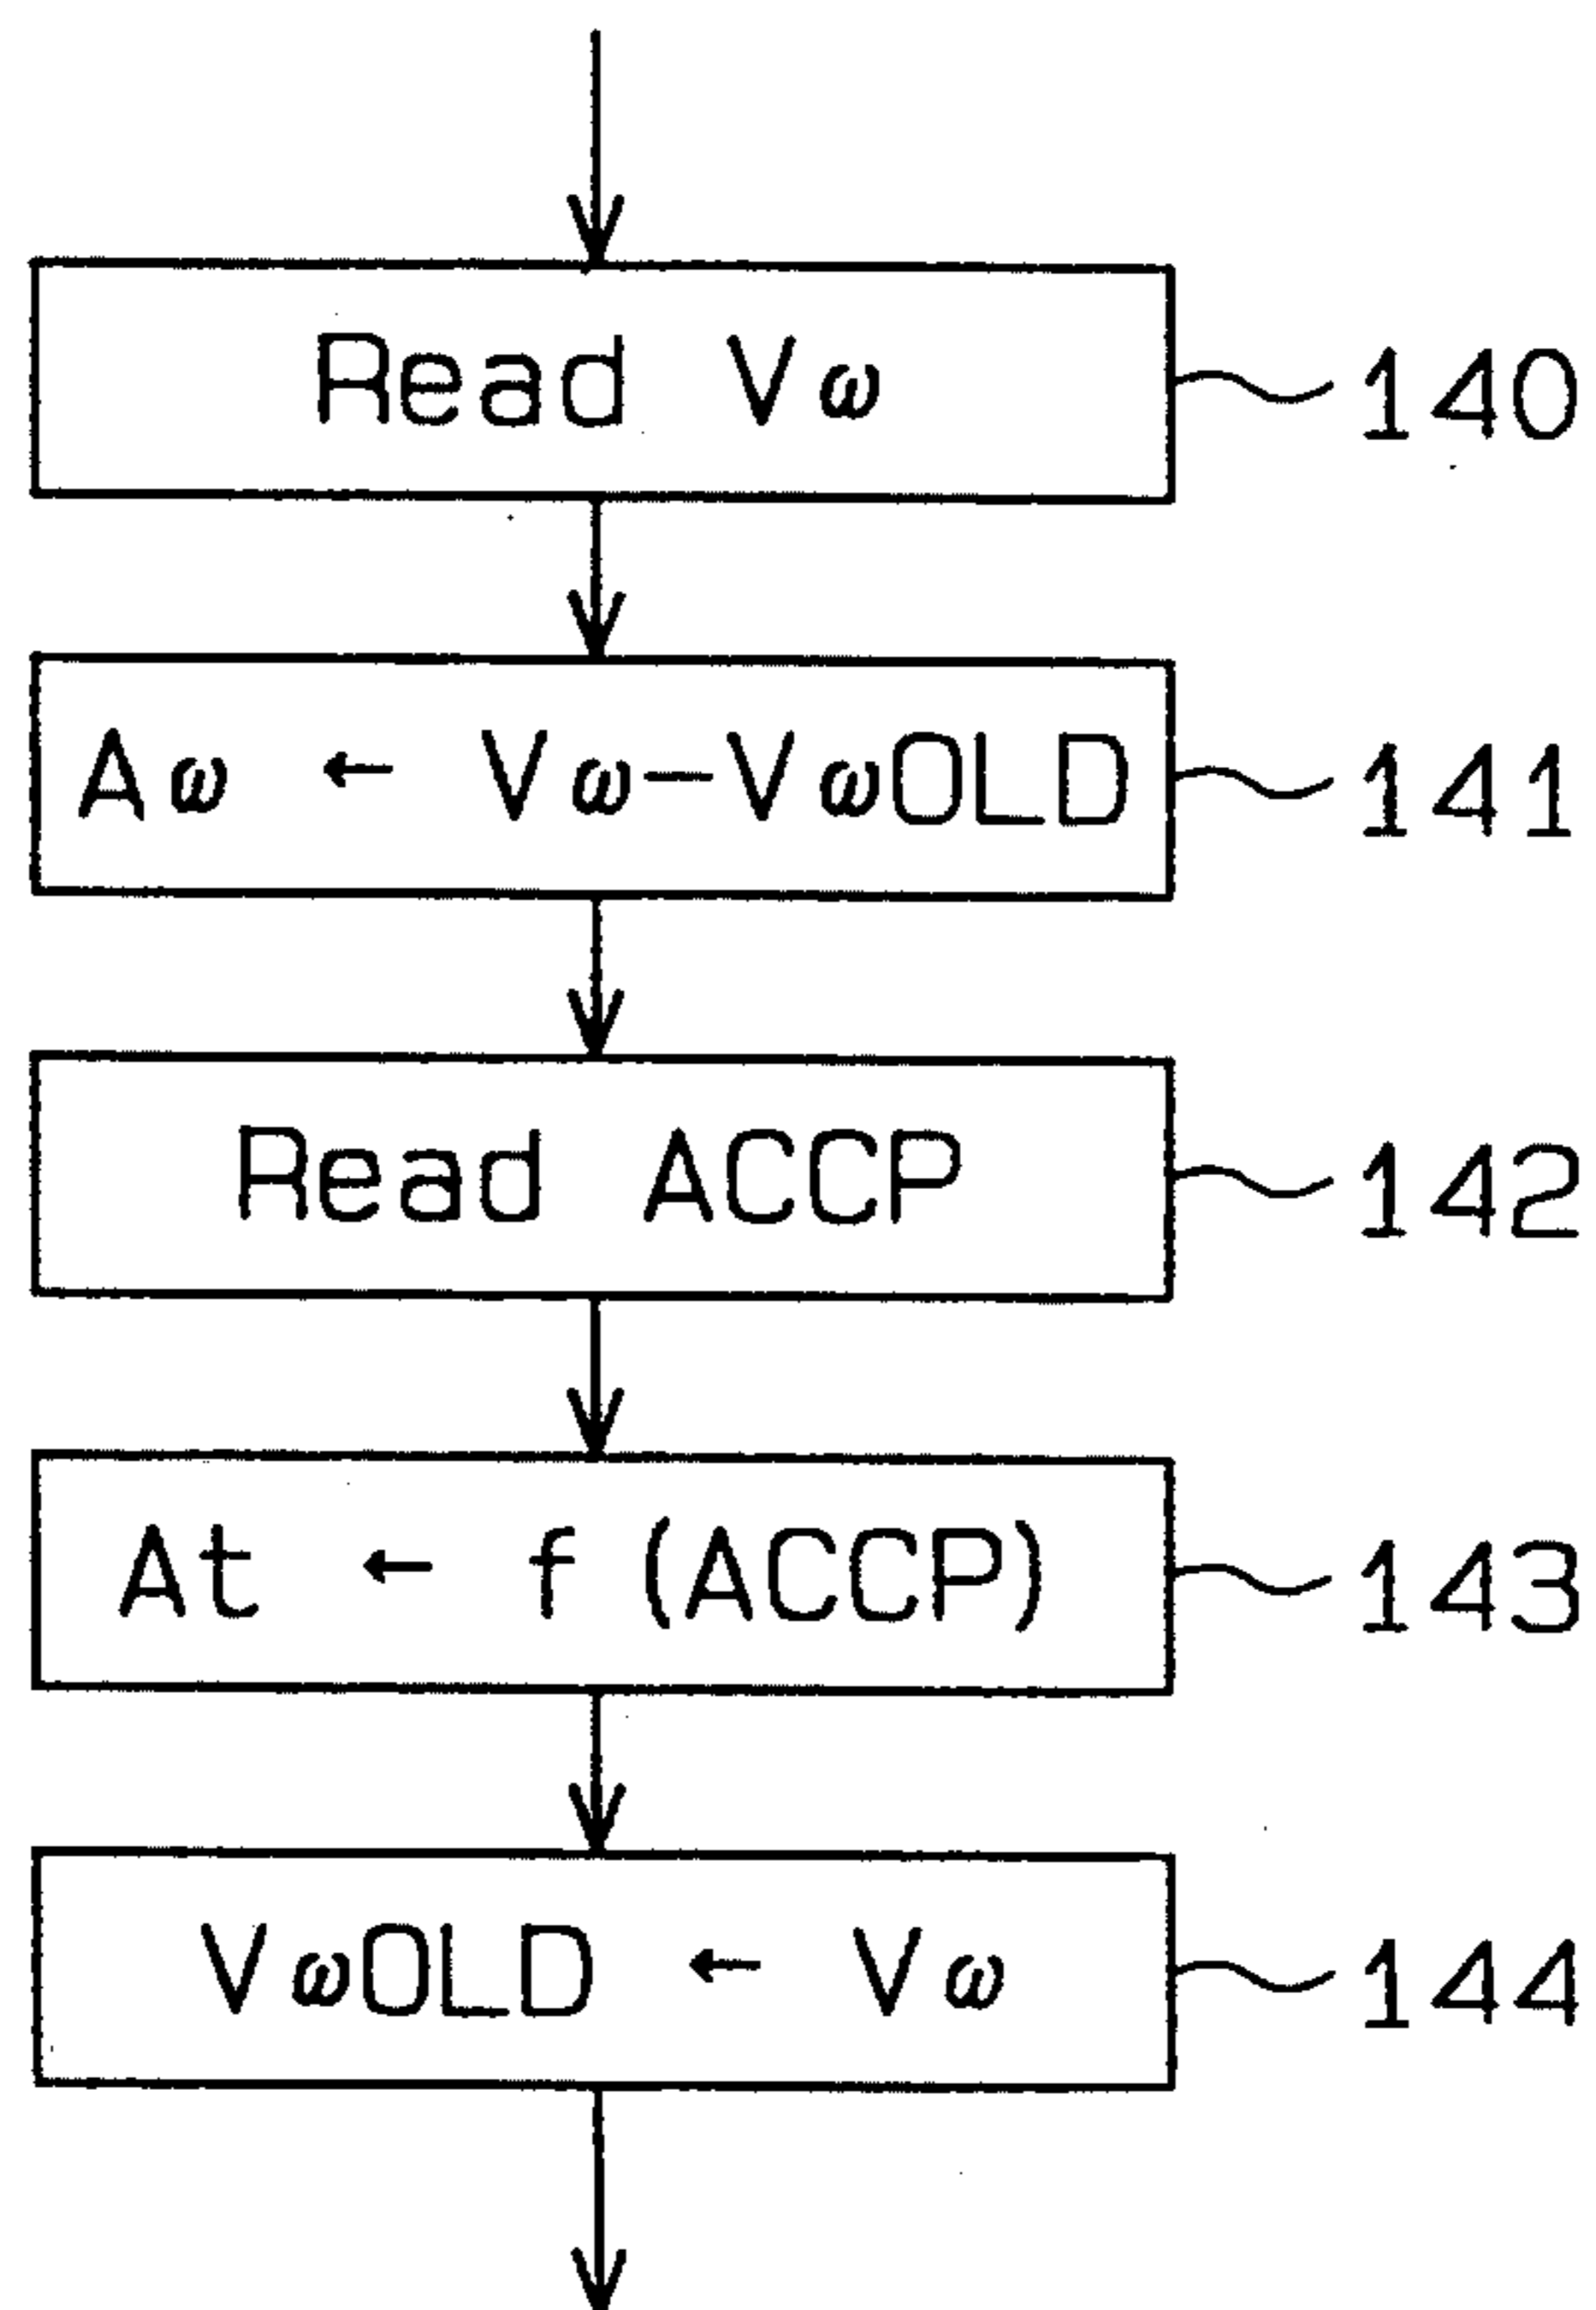 Read Vω 140
Aω ← Vω-VωOLD 141
Read ACCP 142
At ← f (ACCP) 143
VωOLD ← Vω 144